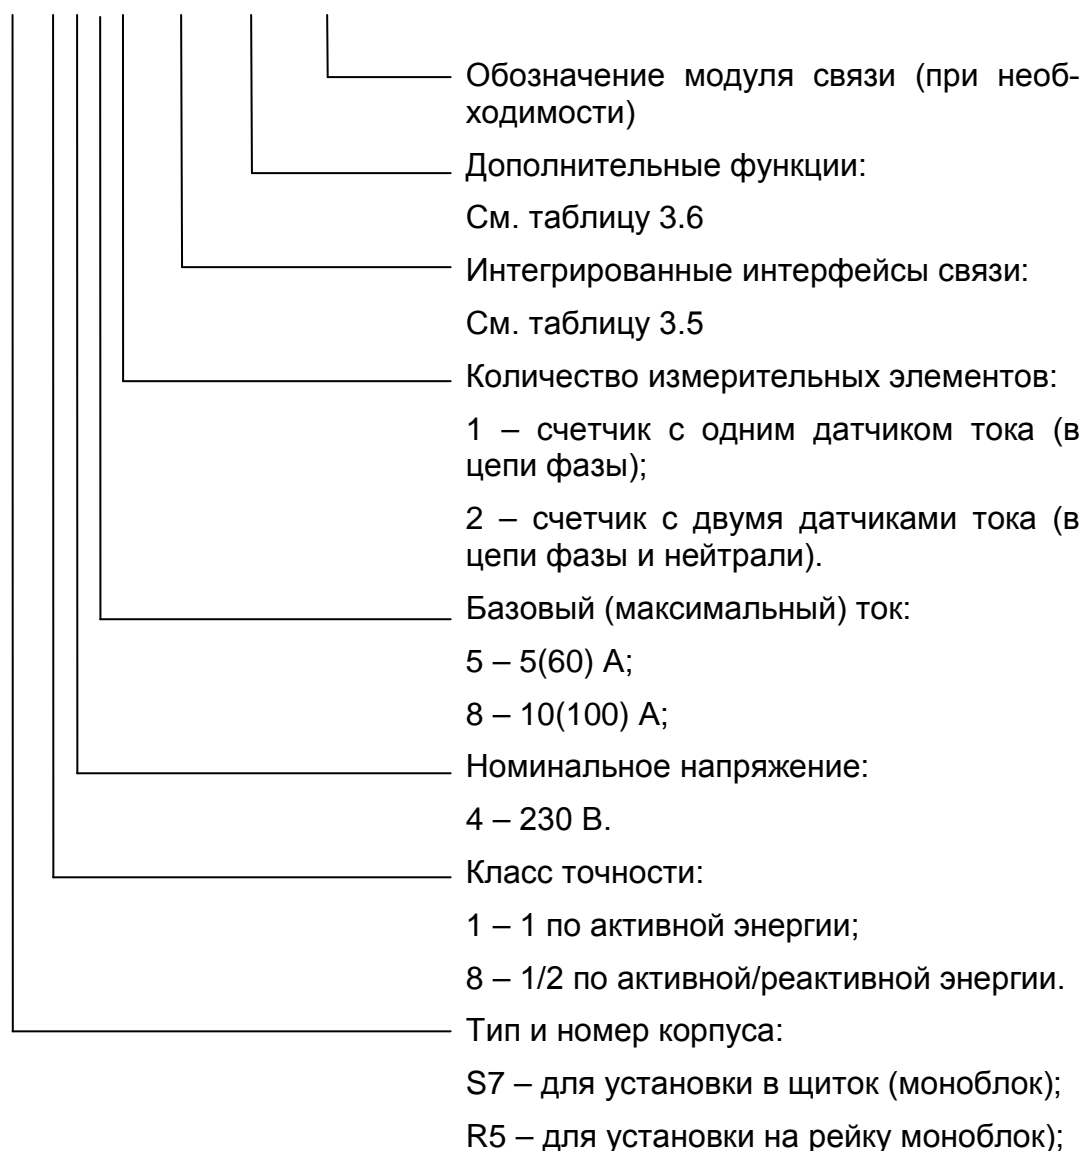 Обозначение модуля связи (при необ-
ходимости)
Дополнительные функции:
См. таблицу 3.6
Интегрированные интерфейсы связи:
См. таблицу 3.5
Количество измерительных элементов:
1 – счетчик с одним датчиком тока (в
цепи фазы);
2 – счетчик с двумя датчиками тока (в
цепи фазы и нейтрали).
Базовый (максимальный) ток:
5 – 5(60) А;
8 – 10(100) А;
Номинальное напряжение:
4 – 230 В.
Класс точности:
1 – 1 по активной энергии;
8 – 1/2 по активной/реактивной энергии.
Тип и номер корпуса:
S7 – для установки в щиток (моноблок);
R5 – для установки на рейку моноблок);